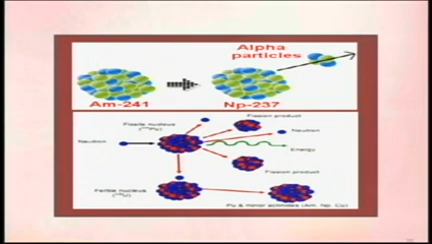 Alpha
particles
Am-241
Np-237
Fission product
Fissile nucleus
Neutron
Neutron
Energy
Fission product
Fertile nucleus
Pu & minor actinides (Am, Np, Cu)